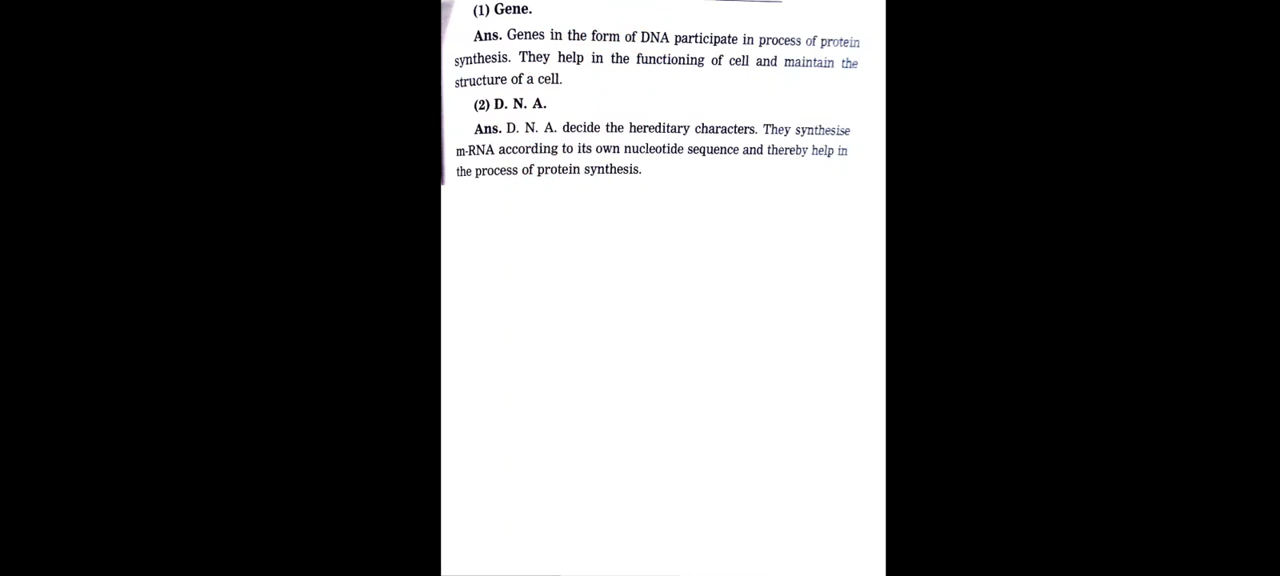 (1) Gene.
Ans. Genes in the form of DNA participate in process of protein
synthesis. They help in the functioning of cell and maintain the
structure of a cell.
(2) D. N. A.
Ans. D. N. A. decide the hereditary characters. They synthesise
m-RNA according to its own nucleotide sequence and thereby help in
the process of protein synthesis.